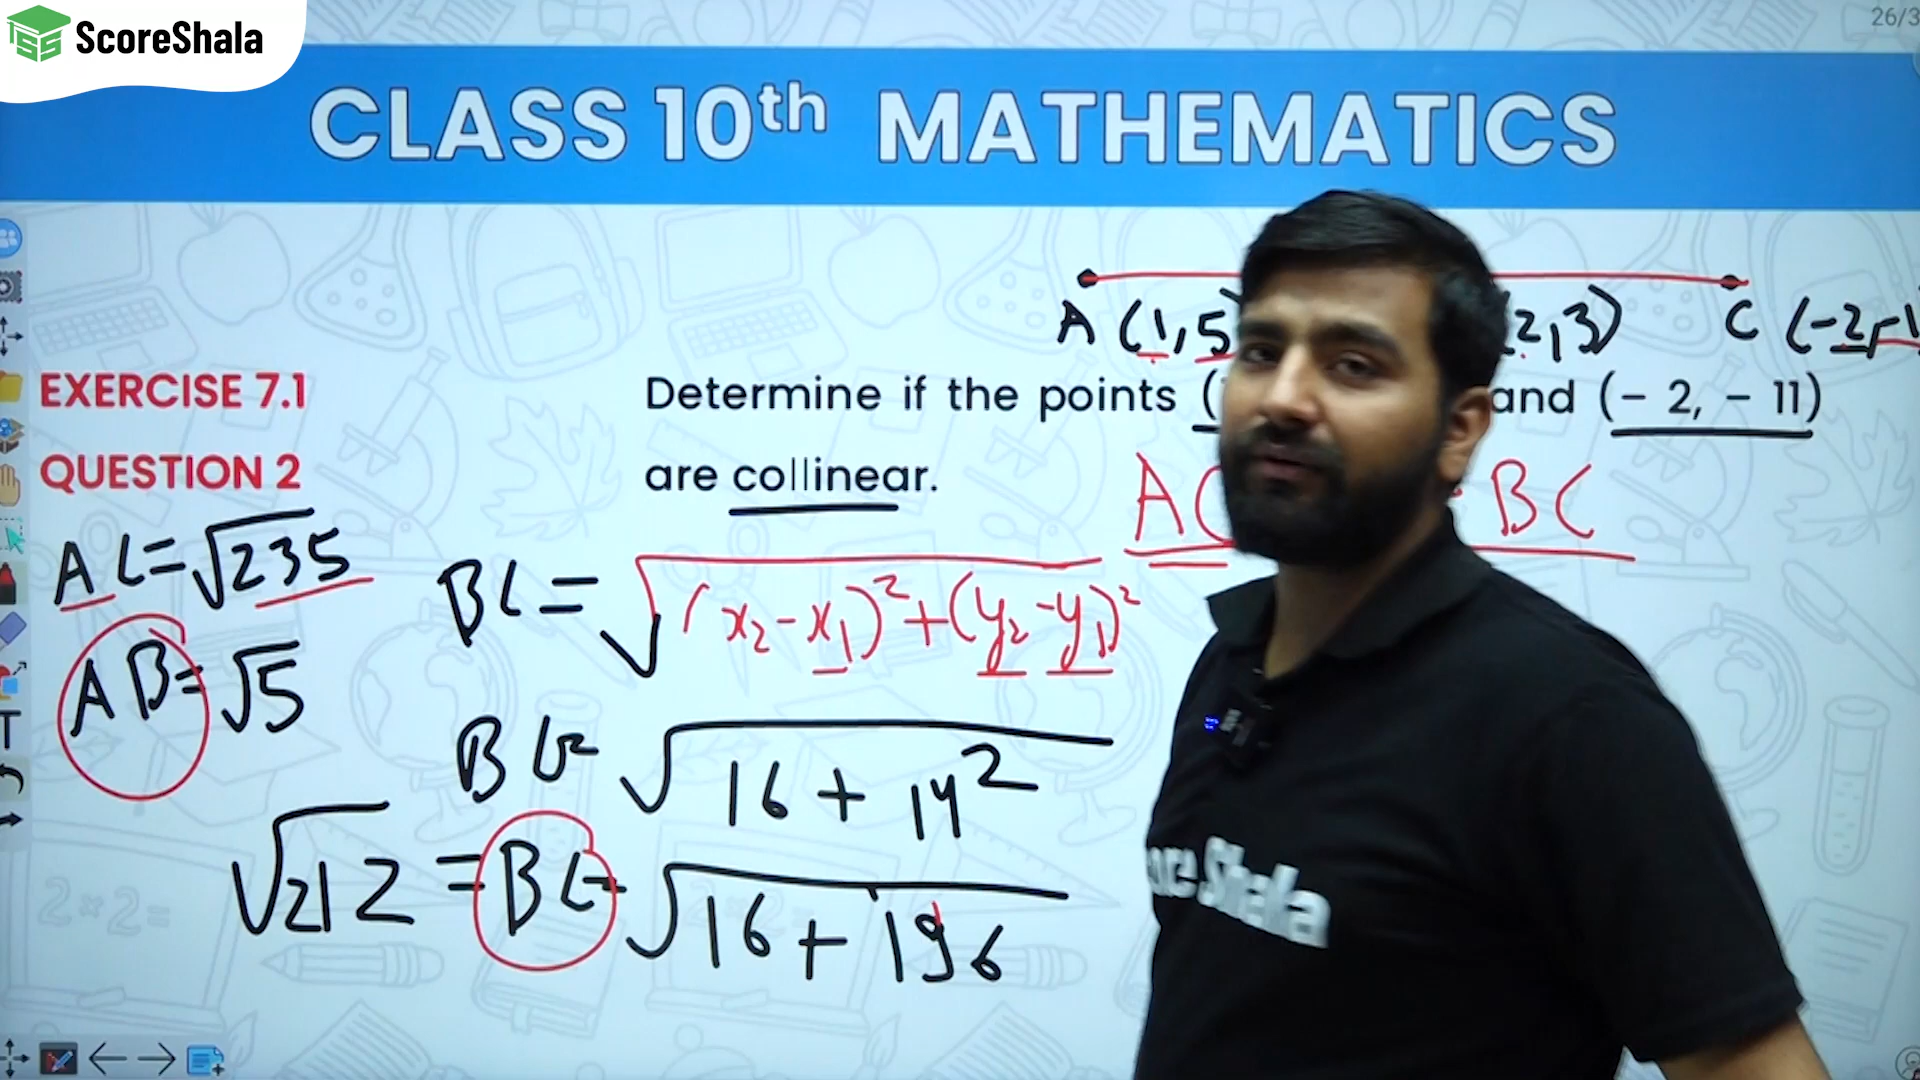 ScoreShala
26/3
CLASS 10th MATHEMATICS
A (1, 5) 2, 3) C (-2, -1
EXERCISE 7.1
Determine if the points ( and (– 2, – 11)
QUESTION 2
are collinear.
AC BC
AC = √235
BC = √(x₂ - x₁)² + (y₂ - y₁)²
AB = √5
BC = √16 + 14²
√212 = BC = √16 + 196
ore Shala